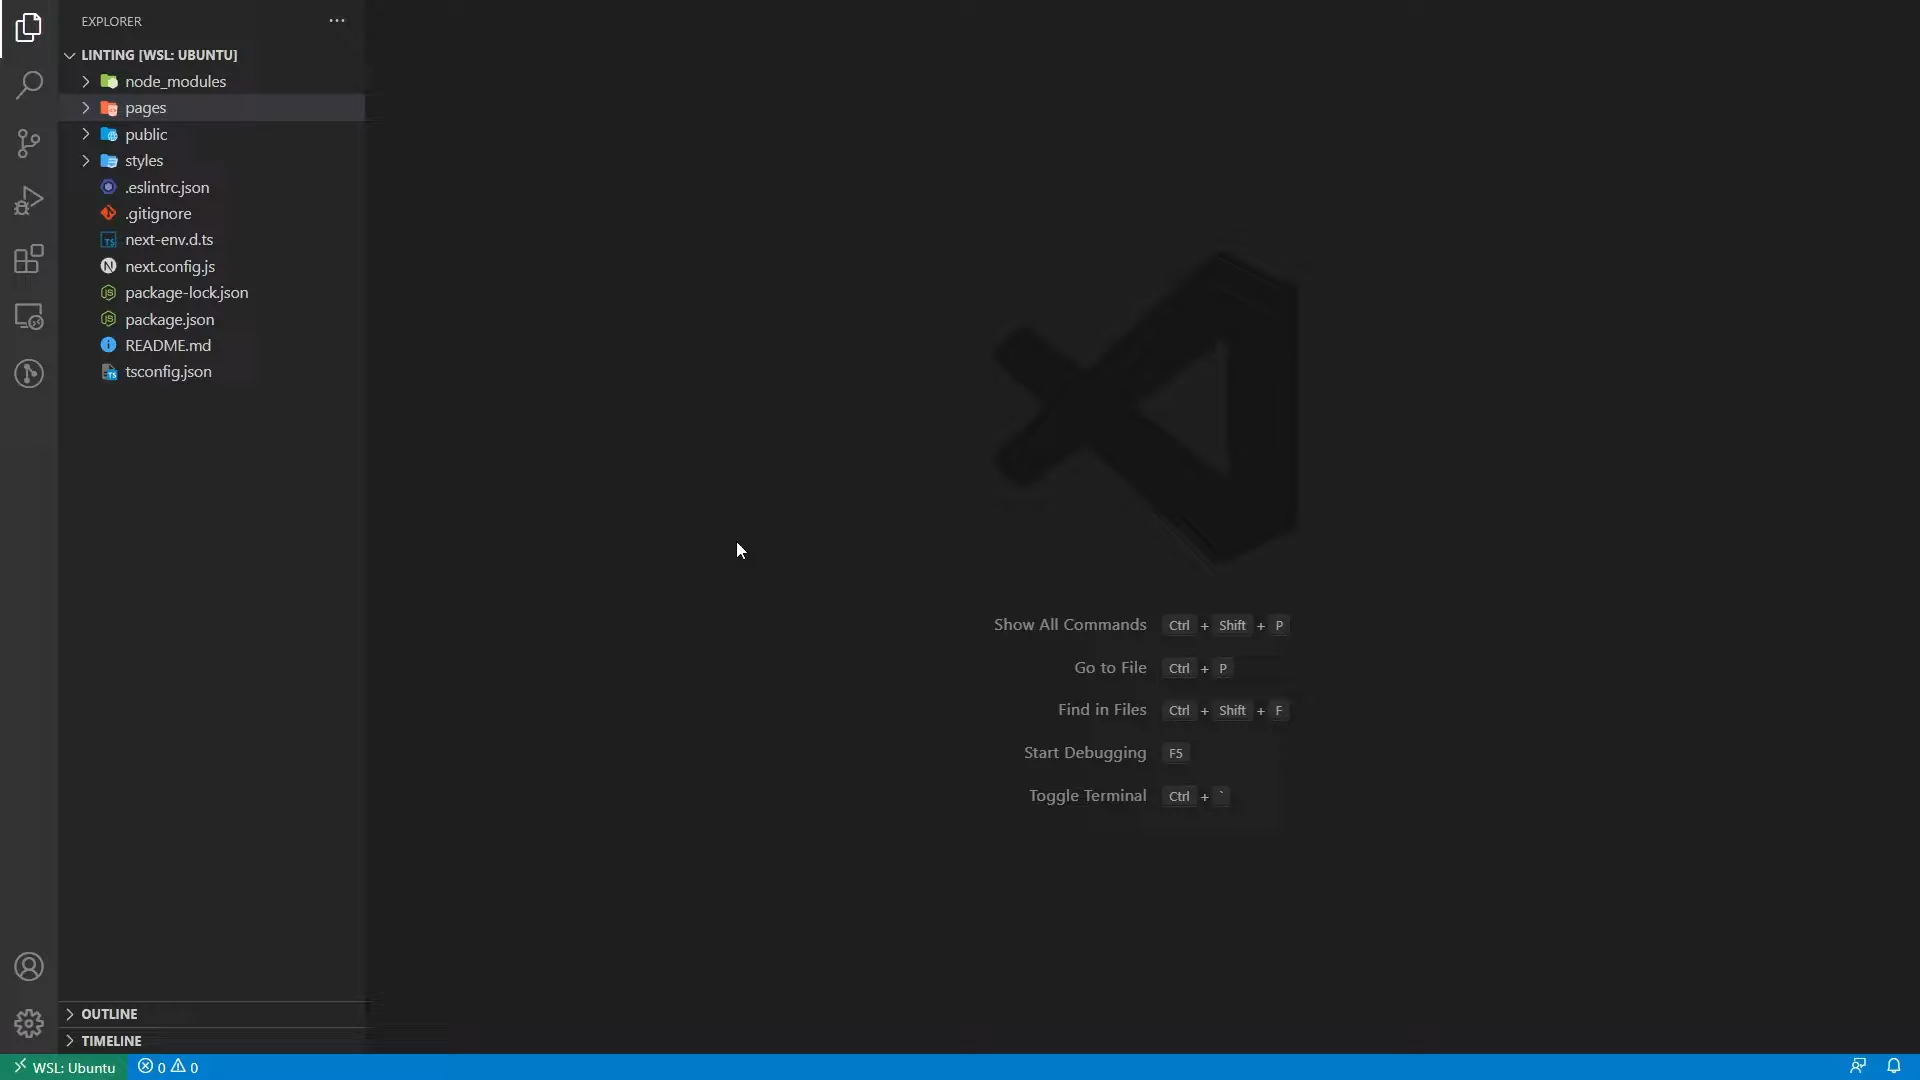 EXPLORER
LINTING [WSL: UBUNTU]
node_modules
pages
public
styles
.eslintrc.json
.gitignore
next-env.d.ts
next.config.js
package-lock.json
package.json
README.md
tsconfig.json
Show All Commands Ctrl + Shift + P
Go to File Ctrl + P
Find in Files Ctrl + Shift + F
Start Debugging F5
Toggle Terminal Ctrl + `
OUTLINE
TIMELINE
WSL: Ubuntu 0 0